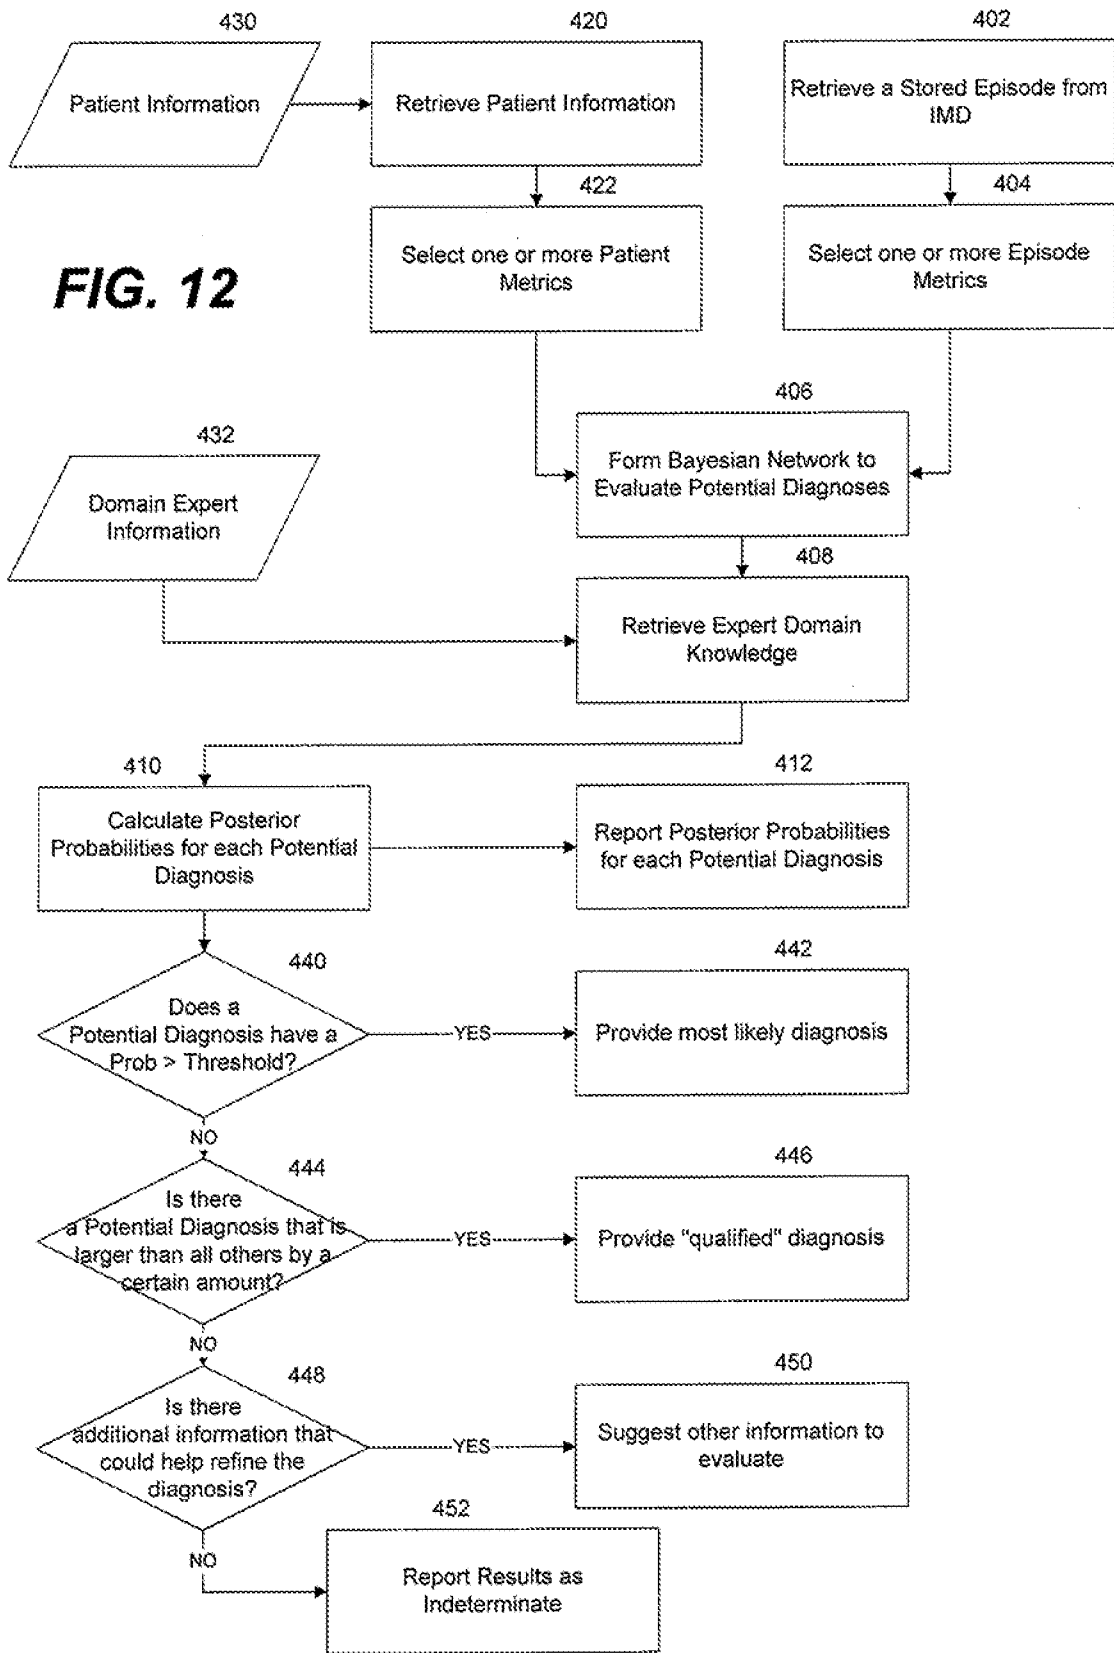 430
420
402
Patient Information
Retrieve Patient Information
Retrieve a Stored Episode from
IMD
422
404
Select one or more Patient
Metrics
Select one or more Episode
Metrics
FIG. 12
406
432
Form Bayesian Network to
Evaluate Potential Diagnoses
Domain Expert
Information
408
Retrieve Expert Domain
Knowledge
410
412
Calculate Posterior
Probabilities for each Potential
Diagnosis
Report Posterior Probabilities
for each Potential Diagnosis
440
442
Does a
Potential Diagnosis have a
Prob > Threshold?
YES
Provide most likely diagnosis
NO
444
446
Is there
a Potential Diagnosis that is
larger than all others by a
certain amount?
YES
Provide "qualified" diagnosis
NO
448
450
Is there
additional information that
could help refine the
diagnosis?
YES
Suggest other information to
evaluate
452
NO
Report Results as
Indeterminate